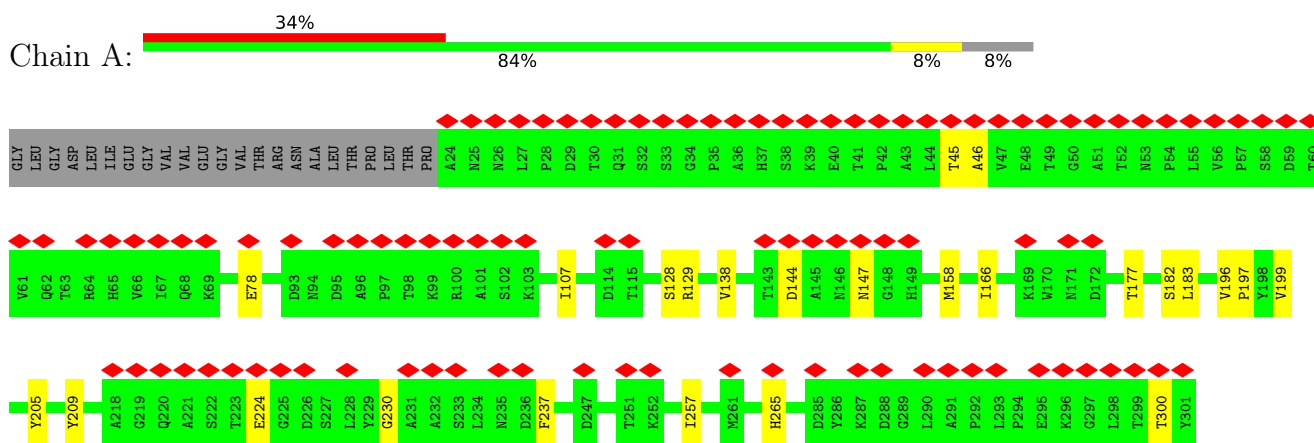 34%
Chain A:
84% 8% 8%
GLY LEU GLY ASP LEU ILE GLU GLY VAL VAL GLU GLY VAL THR ARG ASN ALA LEU THR PRO LEU THR PRO A24 N25 N26 L27 P28 D29 T30 Q31 S32 S33 G34 P35 A36 H37 S38 K39 E40 T41 P42 A43 L44 T45 A46 V47 E48 T49 G50 A51 T52 N53 P54 L55 V56 P57 S58 D59 T60
V61 Q62 T63 R64 H65 V66 I67 Q68 K69 E78 D93 N94 D95 A96 P97 T98 K99 R100 A101 S102 K103 I107 D114 T115 S128 R129 V138 T143 D144 A145 N146 N147 G148 H149 M158 I166 K169 W170 N171 D172 T177 S182 L183 V196 P197 Y198 V199
Y205 Y209 A218 G219 Q220 A221 S222 T223 E224 G225 D226 S227 L228 Y229 G230 A231 A232 S233 L234 N235 D236 F237 D247 T251 K252 I257 M261 H265 D285 Y286 K287 D288 G289 L290 A291 P292 L293 P294 E295 K296 G297 L298 T299 T300 Y301